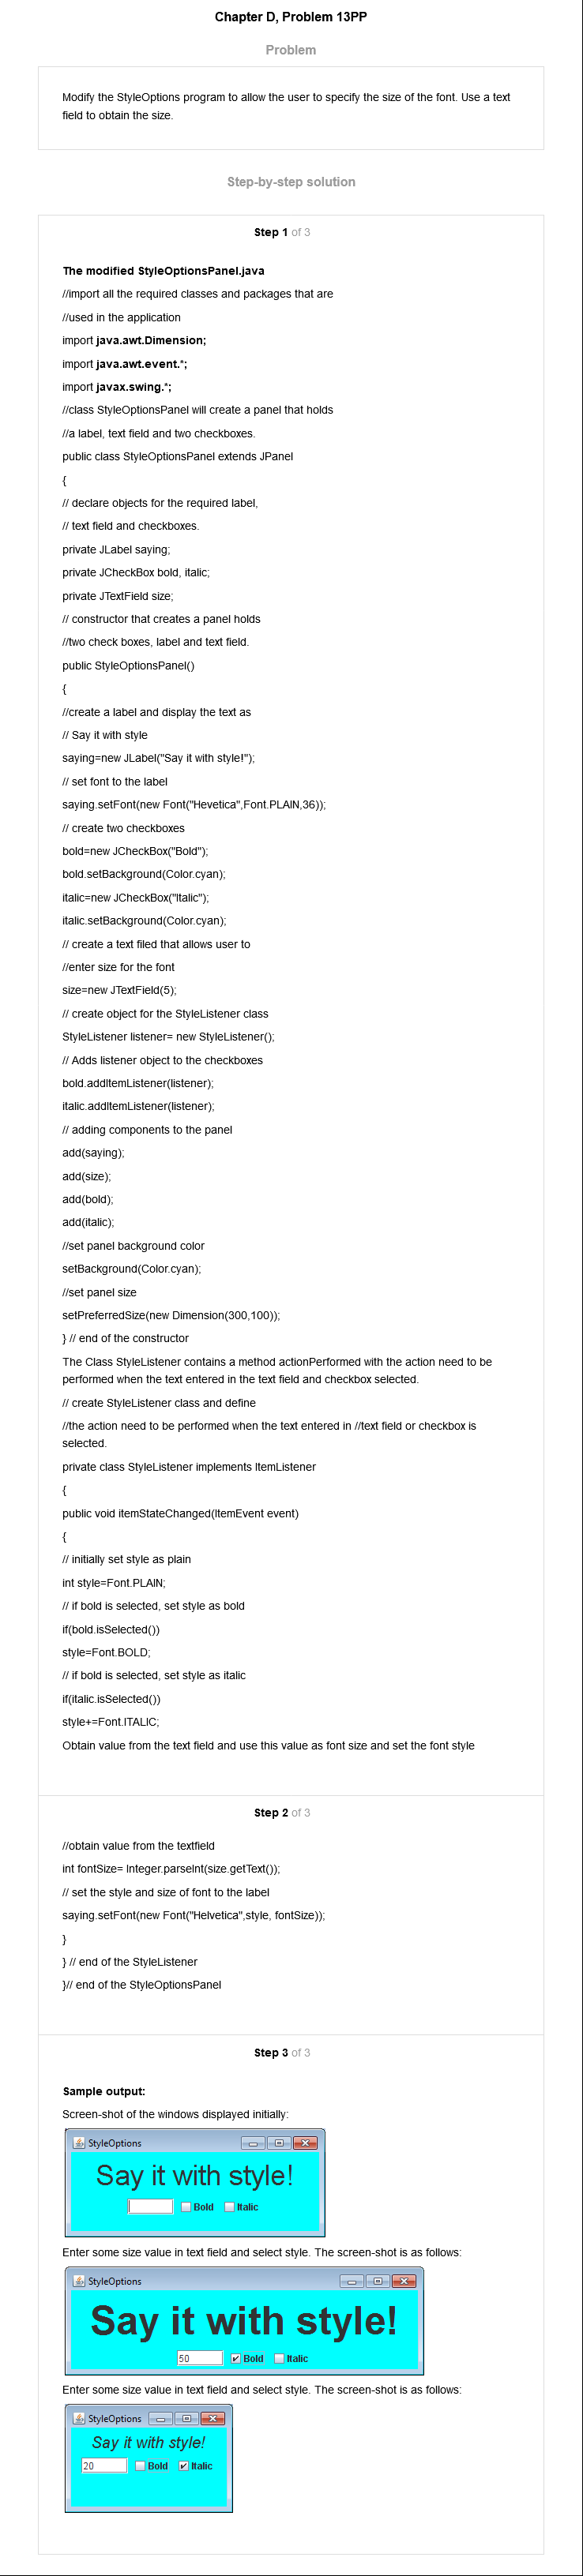 Chapter D, Problem 13PP
Problem
Modify the StyleOptions program to allow the user to specify the size of the font. Use a text
field to obtain the size.
Step-by-step solution
Step 1 of 3
The modified StyleOptionsPanel.java
//import all the required classes and packages that are
//used in the application
import java.awt.Dimension;
import java.awt.event.*;
import javax.swing.*;
//class StyleOptionsPanel will create a panel that holds
//a label, text field and two checkboxes.
public class StyleOptionsPanel extends JPanel
{
// declare objects for the required label,
// text field and checkboxes.
private JLabel saying;
private JCheckBox bold, italic;
private JTextField size;
// constructor that creates a panel holds
//two check boxes, label and text field.
public StyleOptionsPanel()
{
//create a label and display the text as
// Say it with style
saying=new JLabel("Say it with style!");
// set font to the label
saying.setFont(new Font("Hevetica",Font.PLAIN,36));
// create two checkboxes
bold=new JCheckBox("Bold");
bold.setBackground(Color.cyan);
italic=new JCheckBox("Italic");
italic.setBackground(Color.cyan);
// create a text filed that allows user to
//enter size for the font
size=new JTextField(5);
// create object for the StyleListener class
StyleListener listener= new StyleListener();
// Adds listener object to the checkboxes
bold.addItemListener(listener);
italic.addItemListener(listener);
// adding components to the panel
add(saying);
add(size);
add(bold);
add(italic);
//set panel background color
setBackground(Color.cyan);
//set panel size
setPreferredSize(new Dimension(300,100));
} // end of the constructor
The Class StyleListener contains a method actionPerformed with the action need to be
performed when the text entered in the text field and checkbox selected.
// create StyleListener class and define
//the action need to be performed when the text entered in //text field or checkbox is
selected.
private class StyleListener implements ItemListener
{
public void itemStateChanged(ItemEvent event)
{
// initially set style as plain
int style=Font.PLAIN;
// if bold is selected, set style as bold
if(bold.isSelected())
style=Font.BOLD;
// if bold is selected, set style as italic
if(italic.isSelected())
style+=Font.ITALIC;
Obtain value from the text field and use this value as font size and set the font style
Step 2 of 3
//obtain value from the textfield
int fontSize= Integer.parseInt(size.getText());
// set the style and size of font to the label
saying.setFont(new Font("Helvetica",style, fontSize));
}
} // end of the StyleListener
}// end of the StyleOptionsPanel
Step 3 of 3
Sample output:
Screen-shot of the windows displayed initially:
StyleOptions
Say it with style!
Bold Italic
Enter some size value in text field and select style. The screen-shot is as follows:
StyleOptions
Say it with style!
50 Bold Italic
Enter some size value in text field and select style. The screen-shot is as follows:
StyleOptions
Say it with style!
20 Bold Italic